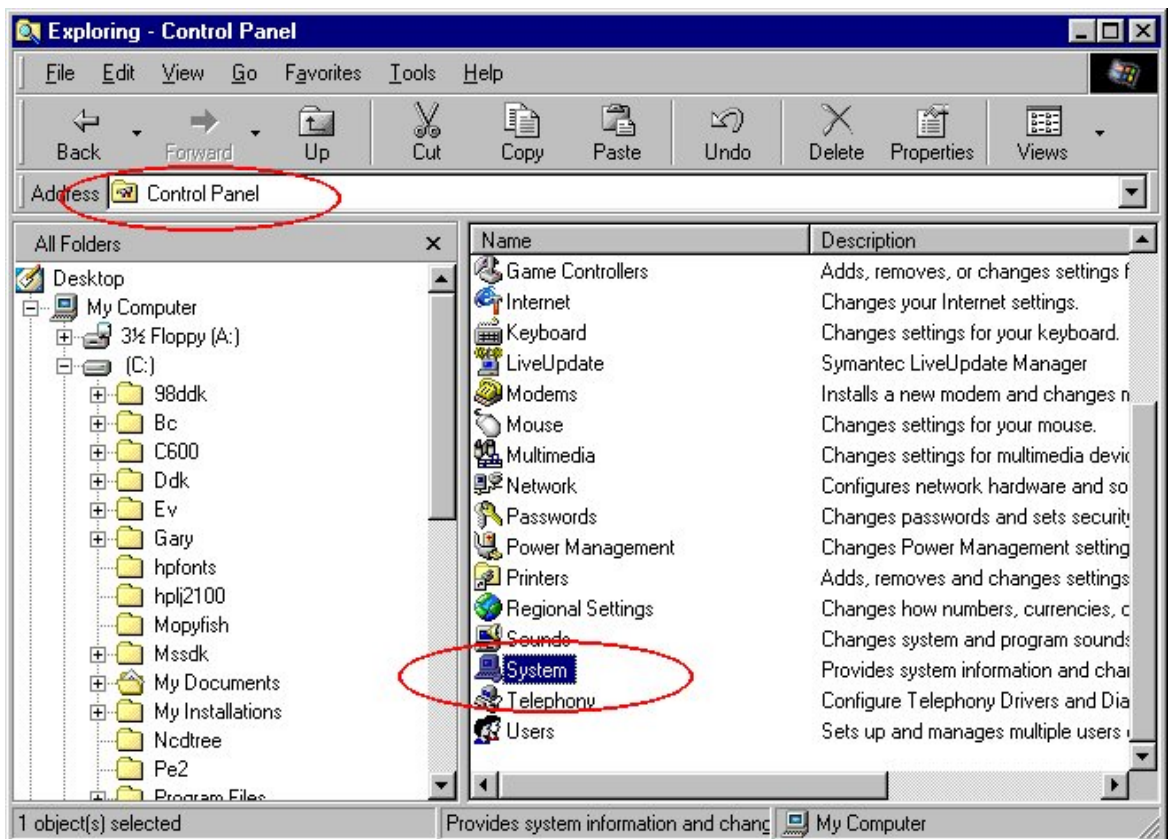 Exploring - Control Panel
File Edit View Go Favorites Tools Help
Back Forward Up Cut Copy Paste Undo Delete Properties Views
Address Control Panel
All Folders
Desktop
My Computer
3½ Floppy (A:)
(C:)
98ddk
Bc
C600
Ddk
Ev
Gary
hpfonts
hplj2100
Mopyfish
Mssdk
My Documents
My Installations
Ncdtree
Pe2
Program Files
Name Description
Game Controllers Adds, removes, or changes settings f
Internet Changes your Internet settings.
Keyboard Changes settings for your keyboard.
LiveUpdate Symantec LiveUpdate Manager
Modems Installs a new modem and changes m
Mouse Changes settings for your mouse.
Multimedia Changes settings for multimedia devic
Network Configures network hardware and so
Passwords Changes passwords and sets security
Power Management Changes Power Management setting
Printers Adds, removes and changes settings
Regional Settings Changes how numbers, currencies, c
Sounds Changes system and program sounds
System Provides system information and chan
Telephony Configure Telephony Drivers and Dia
Users Sets up and manages multiple users
1 object(s) selected Provides system information and chang My Computer